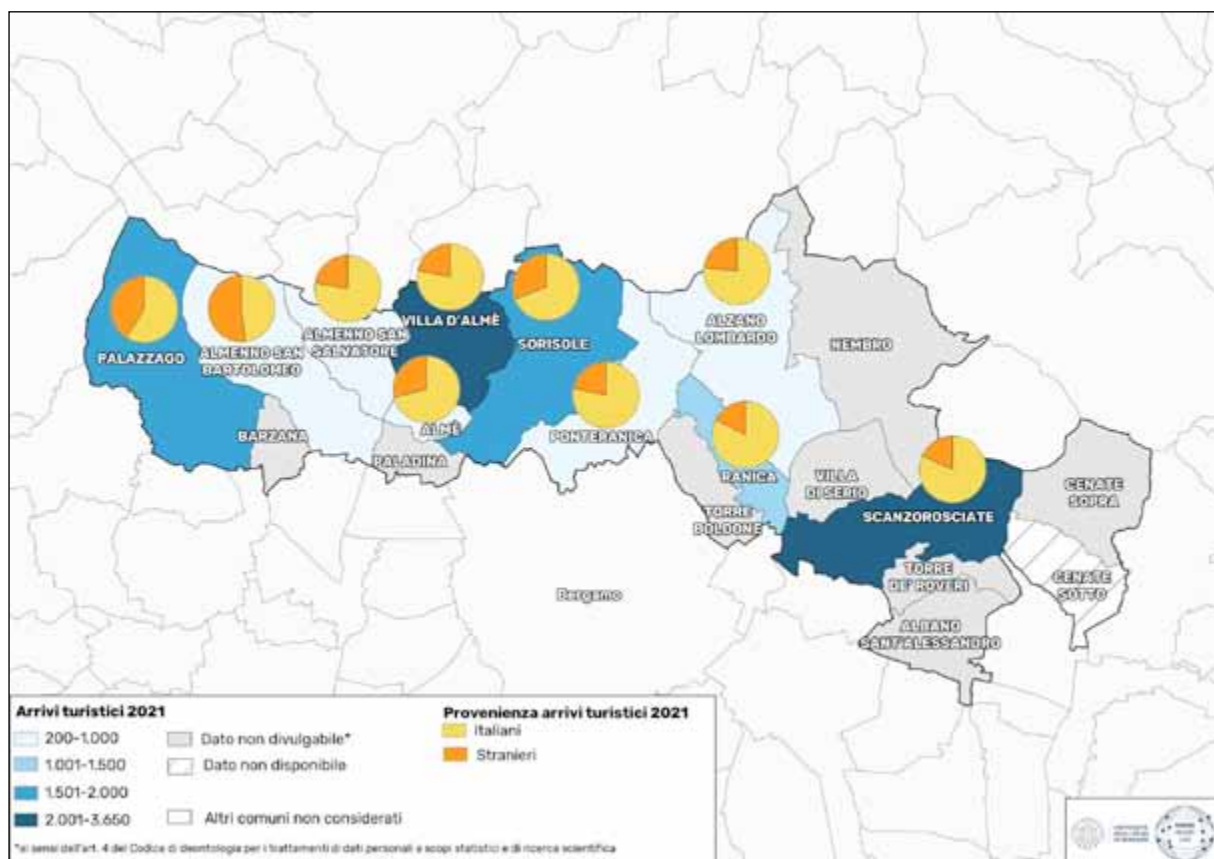 PALAZZAGO
ALMENNO SAN
BARTOLOMEO
ALMENNO SAN
SALVATORE
VILLA D'ALMÈ
SORISOLE
ALZANO
LOMBARDO
NEMBRO
BARZANA
ALMÈ
PALADINA
PONTERANICA
RANICA
TORRE
BOLDONE
VILLA
DI SERIO
SCANZOROSCIATE
CENATE
SOPRA
CENATE
SOTTO
TORRE
DE' ROVERI
ALBANO
SANT'ALESSANDRO
Bergamo
Arrivi turistici 2021
200-1.000
1.001-1.500
1.501-2.000
2.001-3.650
Dato non divulgabile*
Dato non disponibile
Altri comuni non considerati
Provenienza arrivi turistici 2021
Italiani
Stranieri
*ai sensi dell'art. 4 del Codice di deontologia per i trattamenti di dati personali a scopi statistici e di ricerca scientifica